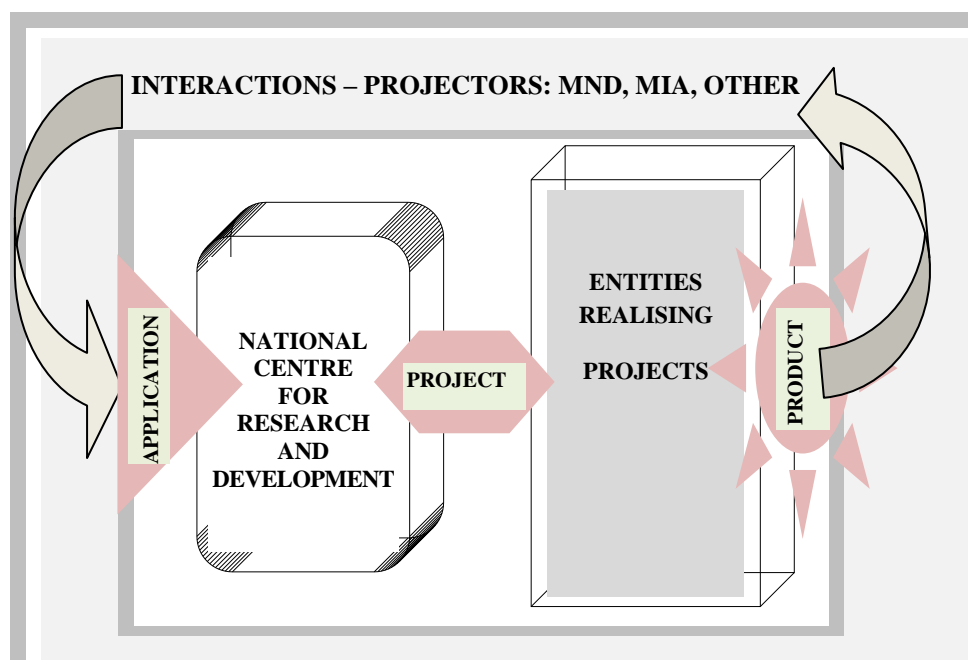 INTERACTIONS – PROJECTORS: MND, MIA, OTHER
APPLICATION
NATIONAL
CENTRE
FOR
RESEARCH
AND
DEVELOPMENT
PROJECT
ENTITIES
REALISING
PROJECTS
PRODUCT